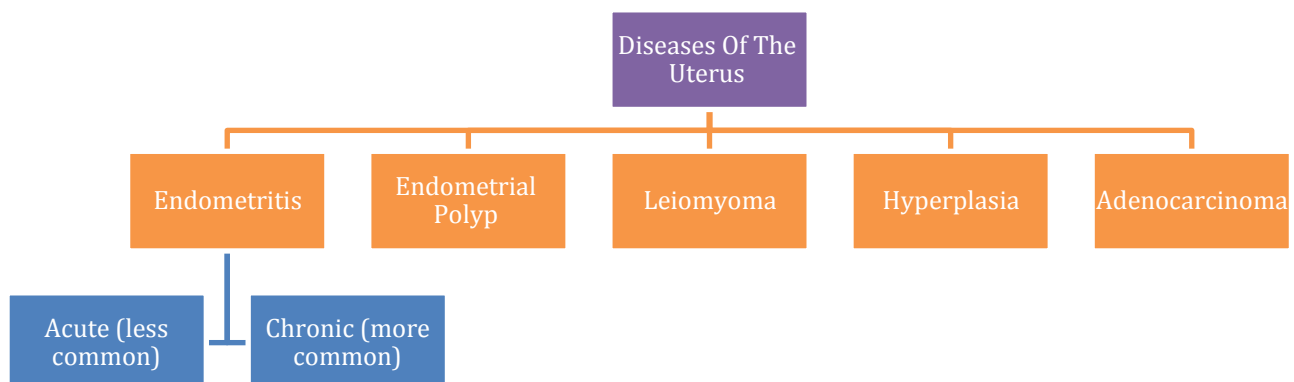 Diseases Of The
Uterus
Endometritis
Endometrial
Polyp
Leiomyoma
Hyperplasia
Adenocarcinoma
Acute (less
common)
Chronic (more
common)